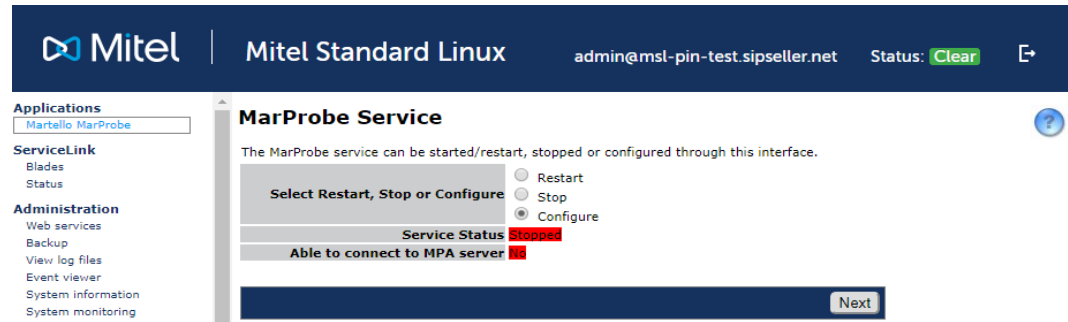 Mitel
Mitel Standard Linux
admin@msl-pin-test.sipseller.net
Status: Clear
Applications
Martello MarProbe
ServiceLink
Blades
Status
Administration
Web services
Backup
View log files
Event viewer
System information
System monitoring
MarProbe Service
?
The MarProbe service can be started/restart, stopped or configured through this interface.
Select Restart, Stop or Configure
Restart
Stop
Configure
Service Status Stopped
Able to connect to MPA server No
Next